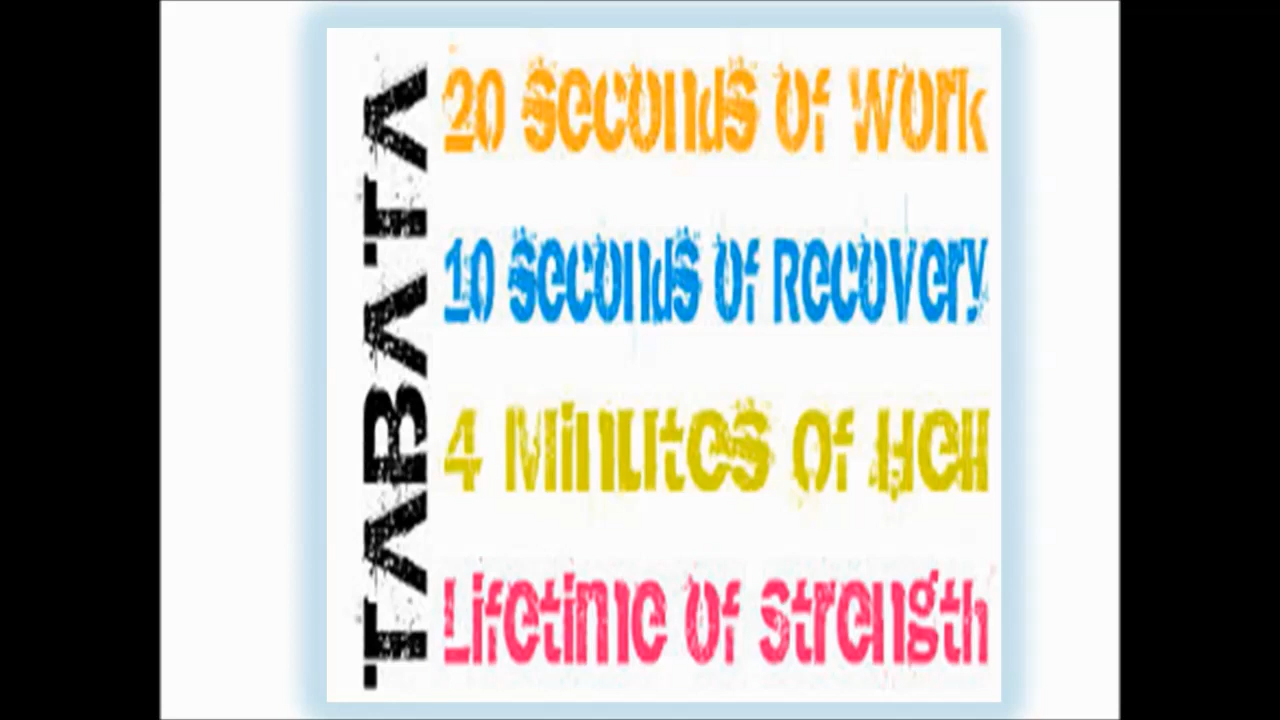 TABATA
20 Seconds of Work
10 Seconds of Recovery
4 Minutes of Hell
Lifetime of Strength